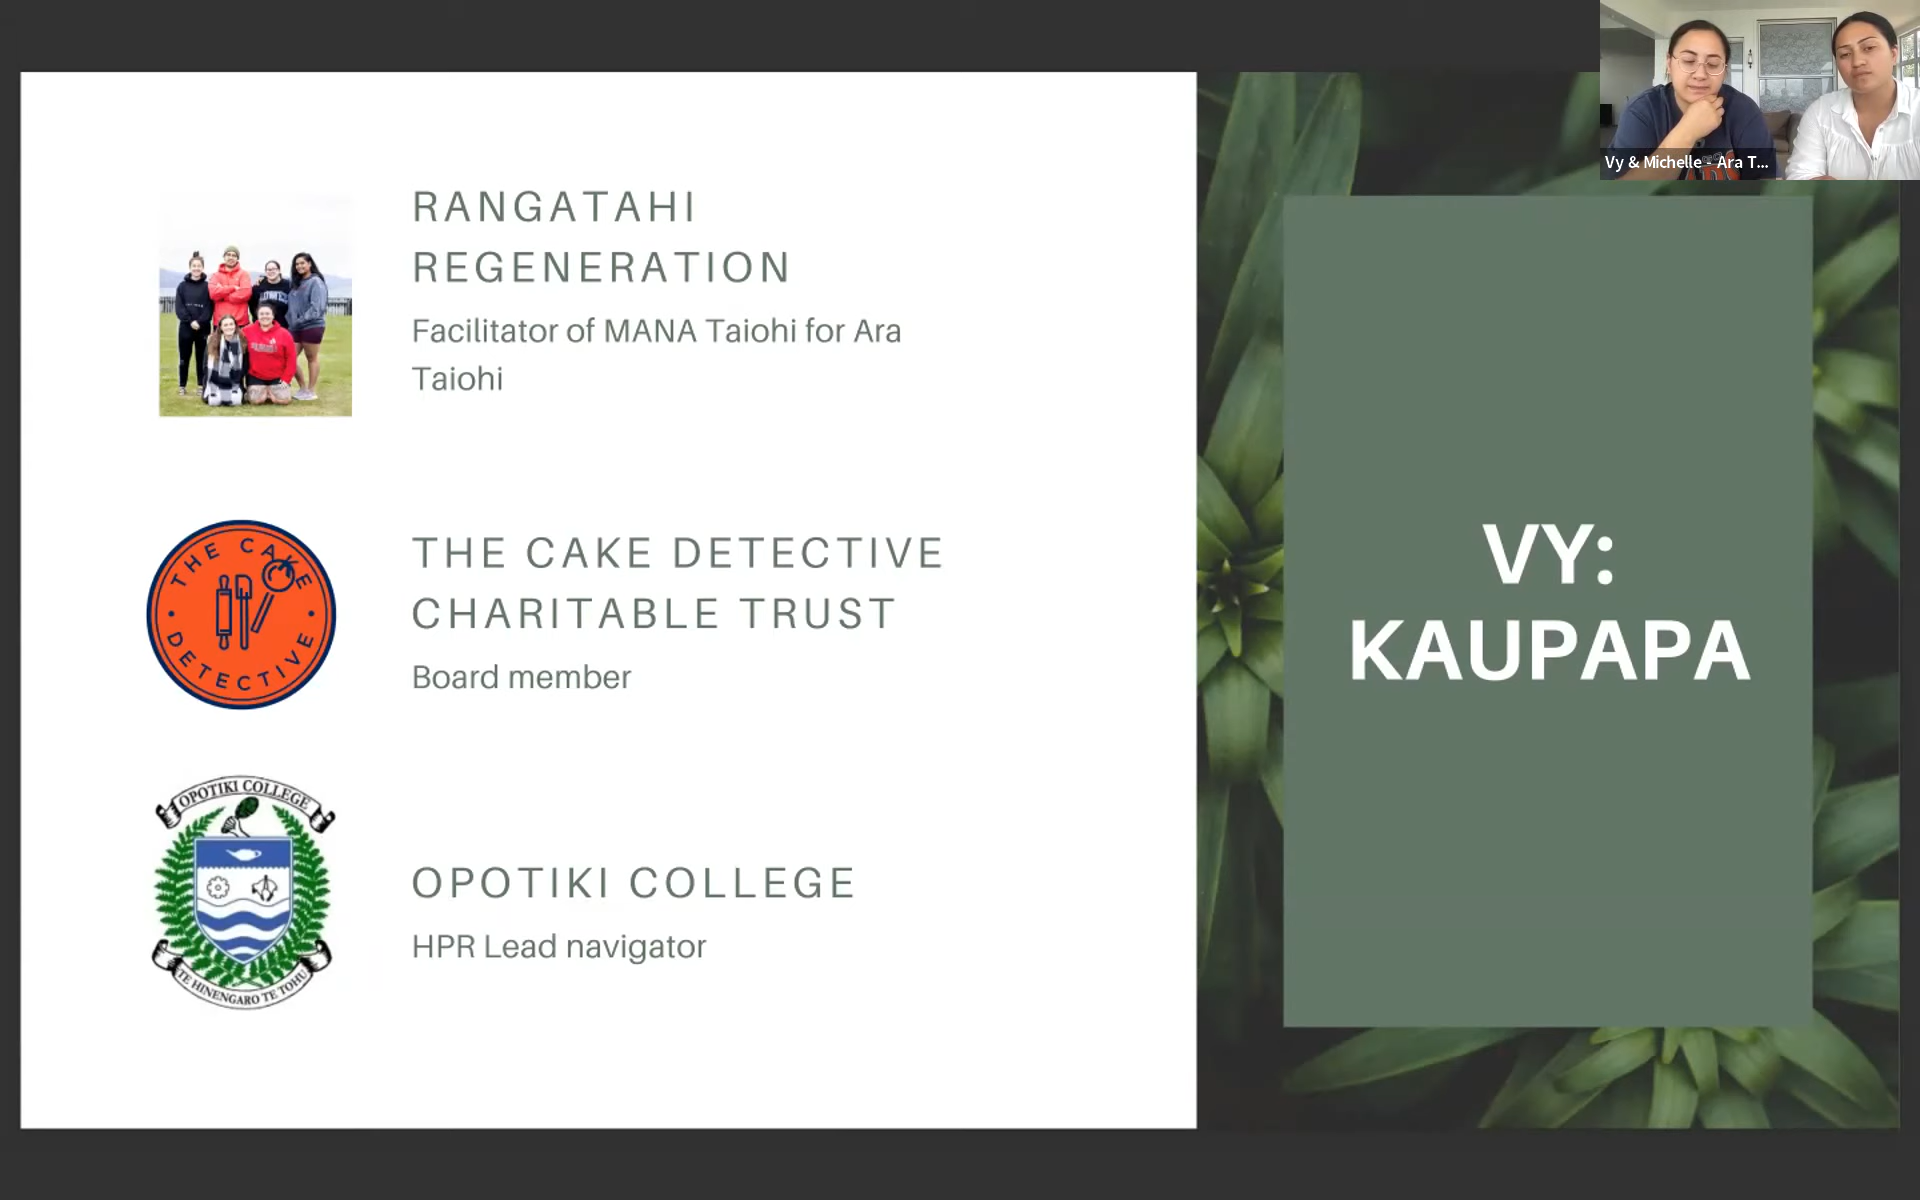 Vy & Michelle - Ara T...
RANGATAHI
REGENERATION
Facilitator of MANA Taiohi for Ara
Taiohi
THE CAKE
DETECTIVE
THE CAKE DETECTIVE
CHARITABLE TRUST
Board member
OPOTIKI COLLEGE
TE HINENGARO TE TOHU
OPOTIKI COLLEGE
HPR Lead navigator
VY:
KAUPAPA